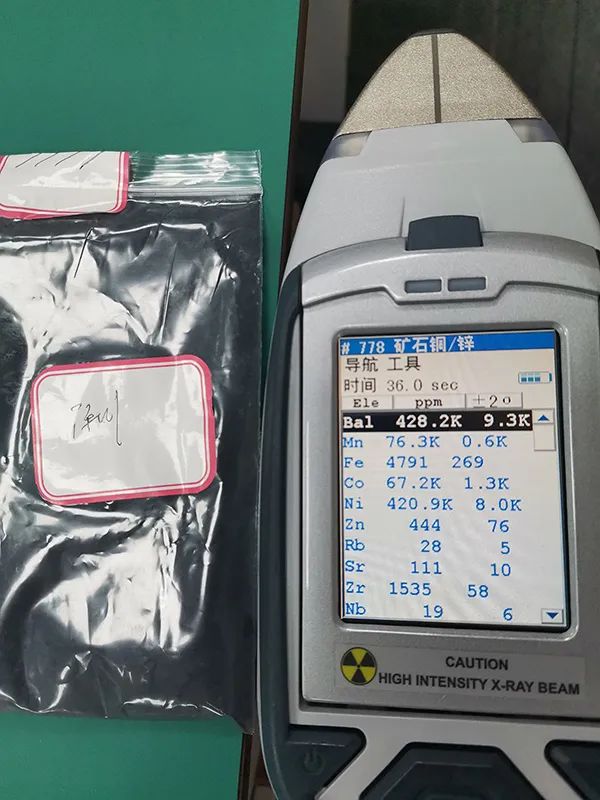 # 778 矿石铜/锌
导航 工具
时间 36.0 sec
Ele ppm ±2σ
Bal 428.2K 9.3K
Mn 76.3K 0.6K
Fe 4791 269
Co 67.2K 1.3K
Ni 420.9K 8.0K
Zn 444 76
Rb 28 5
Sr 111 10
Zr 1535 58
Nb 19 6
CAUTION
HIGH INTENSITY X-RAY BEAM